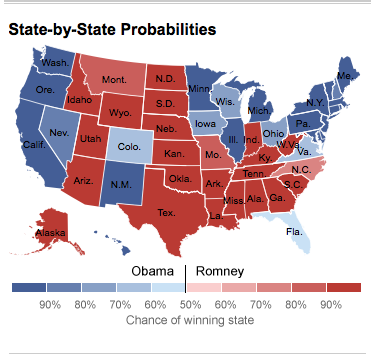 State-by-State Probabilities
Wash.
Mont.
N.D.
Minn.
Me.
Ore.
Idaho
S.D.
Wis.
Mich.
N.Y.
Wyo.
Neb.
Iowa
Pa.
Nev.
Utah
Colo.
Ill.
Ind.
Ohio
W.Va.
Va.
Calif.
Kan.
Mo.
Ky.
N.C.
Ariz.
N.M.
Okla.
Ark.
Tenn.
S.C.
Tex.
La.
Miss.
Ala.
Ga.
Alaska
Fla.
Obama Romney
90% 80% 70% 60% 50% 60% 70% 80% 90%
Chance of winning state